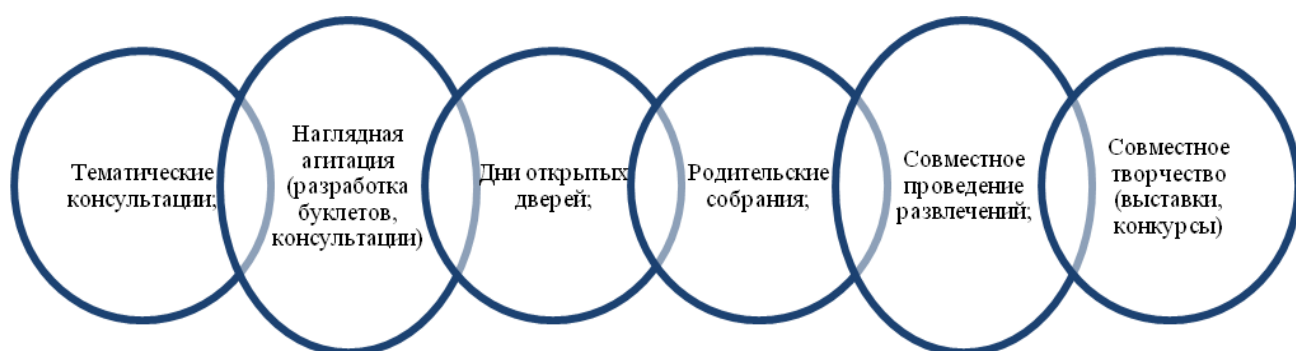 Тематические
консультации;
Наглядная
агитация
(разработка
буклетов,
консультации)
Дни открытых
дверей;
Родительские
собрания;
Совместное
проведение
развлечений;
Совместное
творчество
(выставки,
конкурсы)